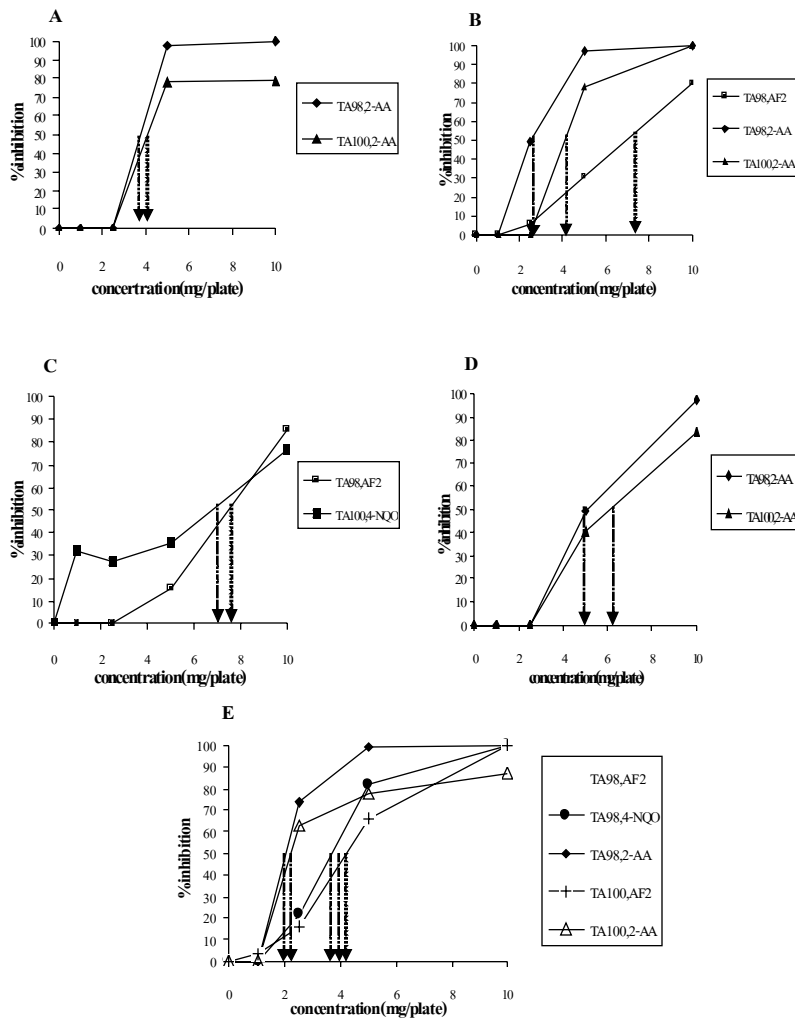 A
100
90
80
70
60
50
40
30
20
10
0
%inhibition
0 2 4 6 8 10
concertration(mg/plate)
TA98,2-AA
TA100,2-AA
B
100
90
80
70
60
50
40
30
20
10
0
%inhibition
0 2 4 6 8 10
concentration(mg/plate)
TA98,AF2
TA98,2-AA
TA100,2-AA
C
100
90
80
70
60
50
40
30
20
10
0
%inhibition
0 2 4 6 8 10
concentration(mg/plate)
TA98,AF2
TA100,4-NQO
D
100
90
80
70
60
50
40
30
20
10
0
%inhibition
0 2 4 6 8 10
concentration(mg/plate)
TA98,2-AA
TA100,2-AA
E
100
90
80
70
60
50
40
30
20
10
0
%inhibition
0 2 4 6 8 10
concentration(mg/plate)
TA98,AF2
TA98,4-NQO
TA98,2-AA
TA100,AF2
TA100,2-AA